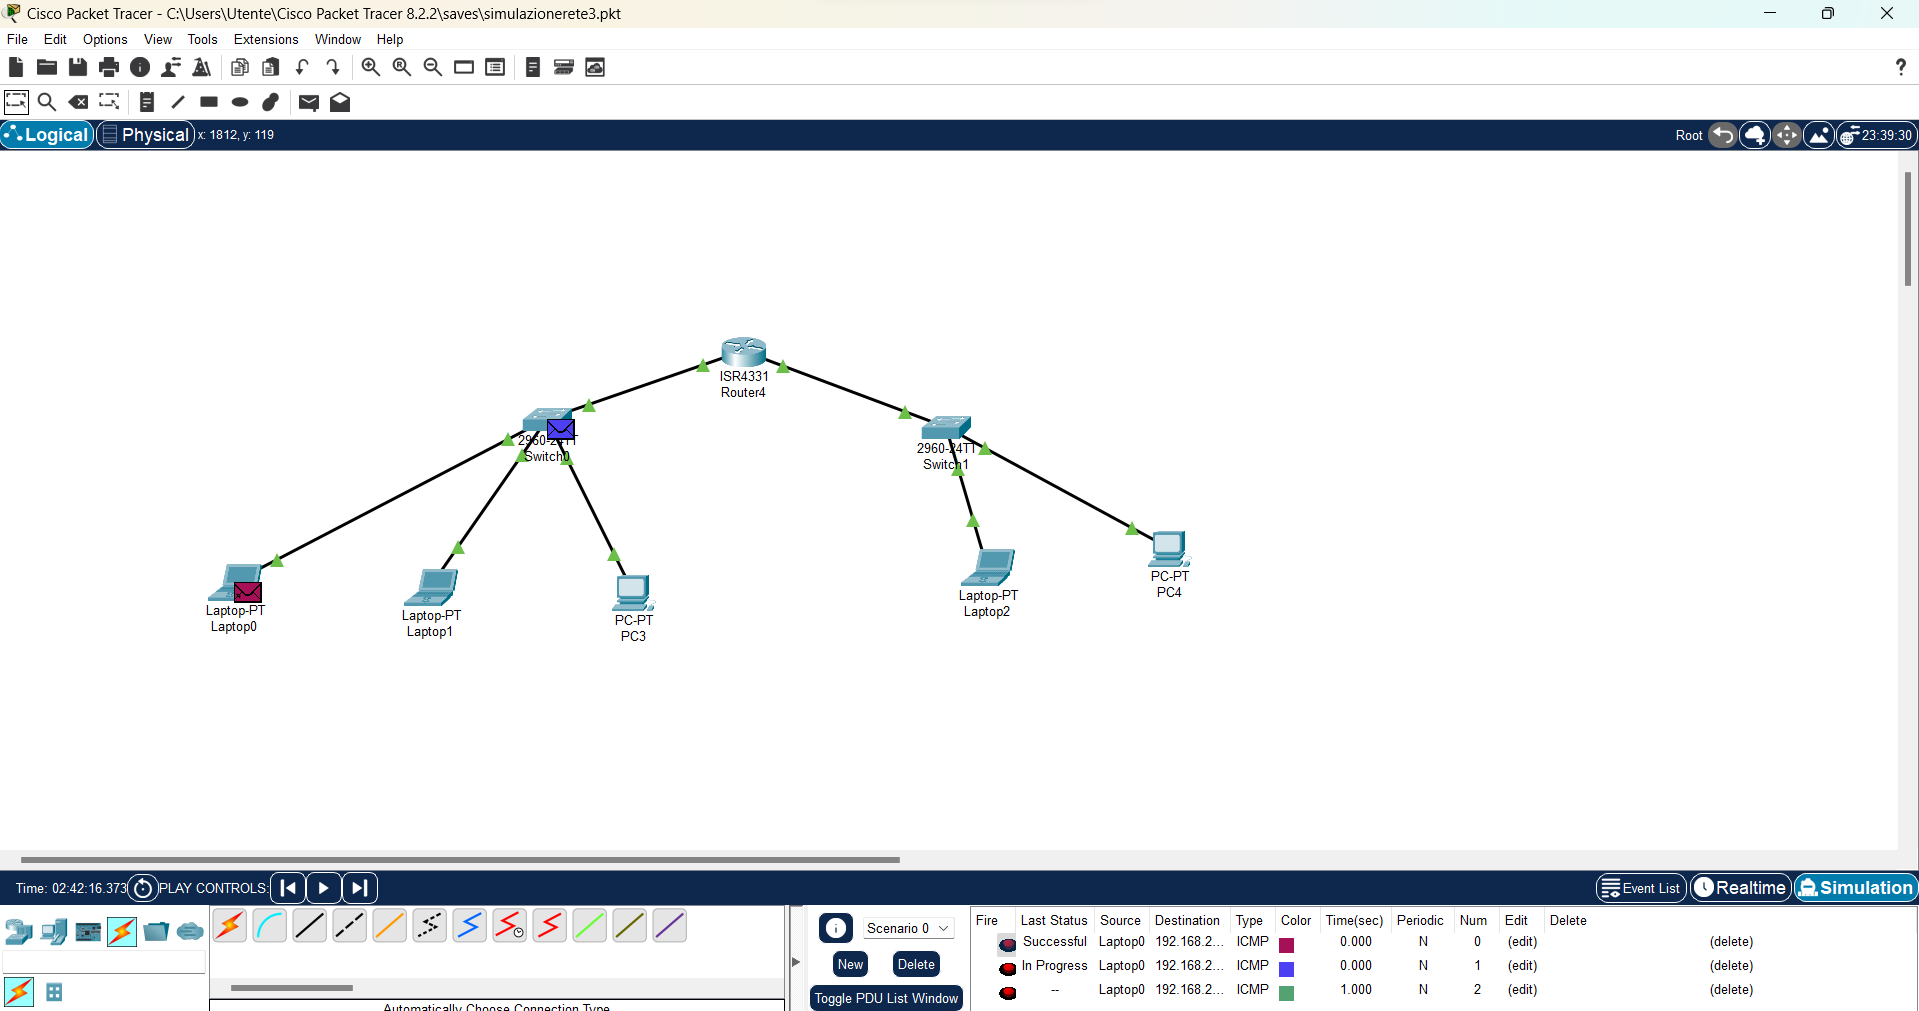 Cisco Packet Tracer - C:\Users\Utente\Cisco Packet Tracer 8.2.2\saves\simulazionerete3.pkt
File Edit Options View Tools Extensions Window Help
?
Logical Physical x: 1812, y: 119 Root 23:39:30
ISR4331
Router4
2960-24TT
Switch0
2960-24TT
Switch1
Laptop-PT
Laptop0
Laptop-PT
Laptop1
PC-PT
PC3
Laptop-PT
Laptop2
PC-PT
PC4
Time: 02:42:16.373 PLAY CONTROLS: Event List Realtime Simulation
Scenario 0
New Delete
Toggle PDU List Window
Fire Last Status Source Destination Type Color Time(sec) Periodic Num Edit Delete
Successful Laptop0 192.168.2... ICMP 0.000 N 0 (edit) (delete)
In Progress Laptop0 192.168.2... ICMP 0.000 N 1 (edit) (delete)
-- Laptop0 192.168.2... ICMP 1.000 N 2 (edit) (delete)
Automatically Choose Connection Type